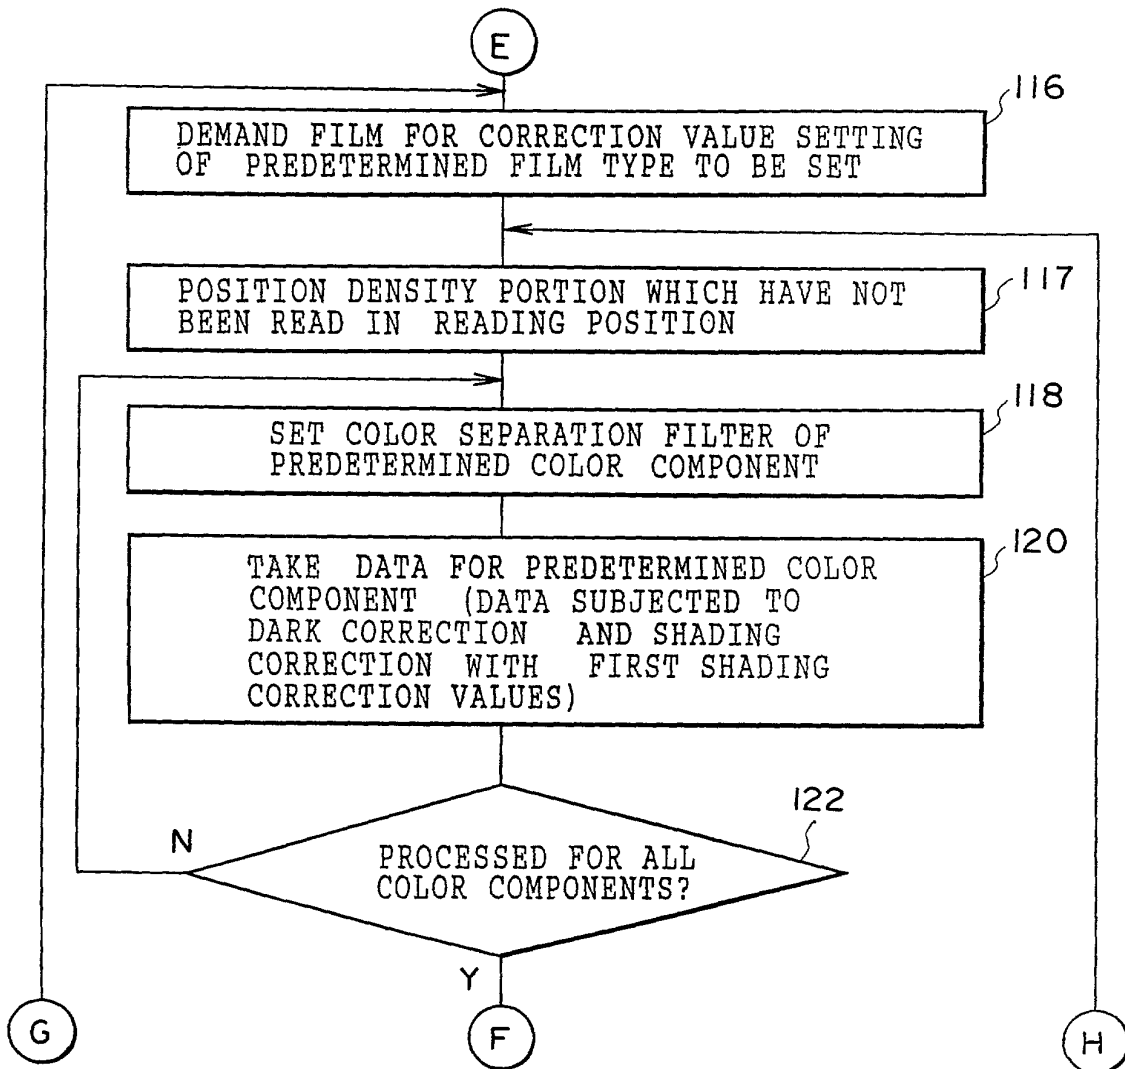 E
116
DEMAND FILM FOR CORRECTION VALUE SETTING
OF PREDETERMINED FILM TYPE TO BE SET
117
POSITION DENSITY PORTION WHICH HAVE NOT
BEEN READ IN READING POSITION
118
SET COLOR SEPARATION FILTER OF
PREDETERMINED COLOR COMPONENT
120
TAKE DATA FOR PREDETERMINED COLOR
COMPONENT (DATA SUBJECTED TO
DARK CORRECTION AND SHADING
CORRECTION WITH FIRST SHADING
CORRECTION VALUES)
122
N
PROCESSED FOR ALL
COLOR COMPONENTS?
Y
G
F
H